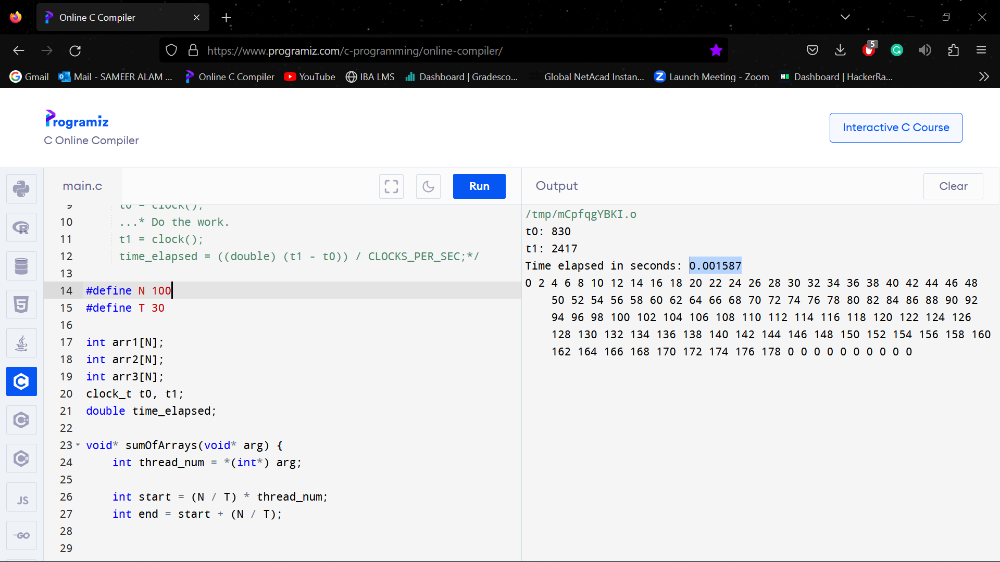 Online C Compiler
https://www.programiz.com/c-programming/online-compiler/
5
Gmail Mail - SAMEER ALAM ... Online C Compiler YouTube IBA LMS Dashboard | Gradesco... Global NetAcad Instan... Launch Meeting - Zoom Dashboard | HackerRa...
Programiz
C Online Compiler
Interactive C Course
main.c
Run
Output
Clear
9 t0 = clock();
10 ...* Do the work.
11 t1 = clock();
12 time_elapsed = ((double) (t1 - t0)) / CLOCKS_PER_SEC;*/
13
14 #define N 100
15 #define T 30
16
17 int arr1[N];
18 int arr2[N];
19 int arr3[N];
20 clock_t t0, t1;
21 double time_elapsed;
22
23 void* sumOfArrays(void* arg) {
24 int thread_num = *(int*) arg;
25
26 int start = (N / T) * thread_num;
27 int end = start + (N / T);
28
29
/tmp/mCpfqgYBKI.o
t0: 830
t1: 2417
Time elapsed in seconds: 0.001587
0 2 4 6 8 10 12 14 16 18 20 22 24 26 28 30 32 34 36 38 40 42 44 46 48
50 52 54 56 58 60 62 64 66 68 70 72 74 76 78 80 82 84 86 88 90 92
94 96 98 100 102 104 106 108 110 112 114 116 118 120 122 124 126
128 130 132 134 136 138 140 142 144 146 148 150 152 154 156 158 160
162 164 166 168 170 172 174 176 178 0 0 0 0 0 0 0 0 0 0
R
5
C
C
C
JS
GO